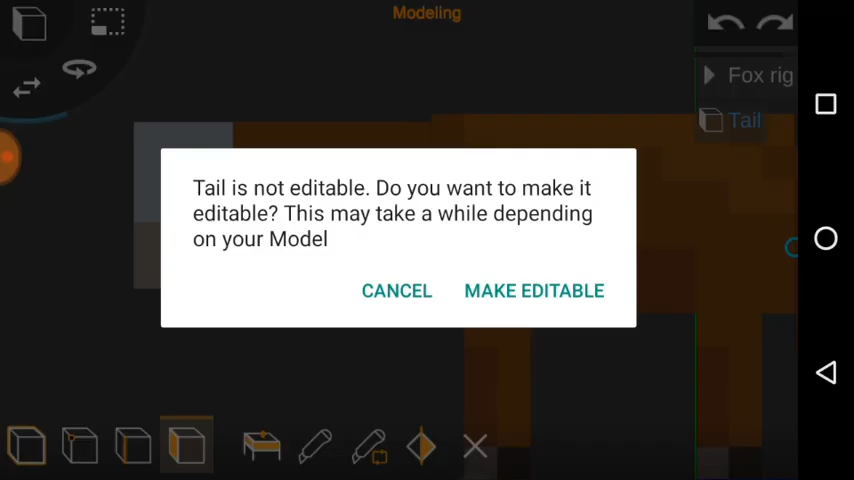 Modeling
Fox rig
Tail
Tail is not editable. Do you want to make it
editable? This may take a while depending
on your Model
CANCEL MAKE EDITABLE